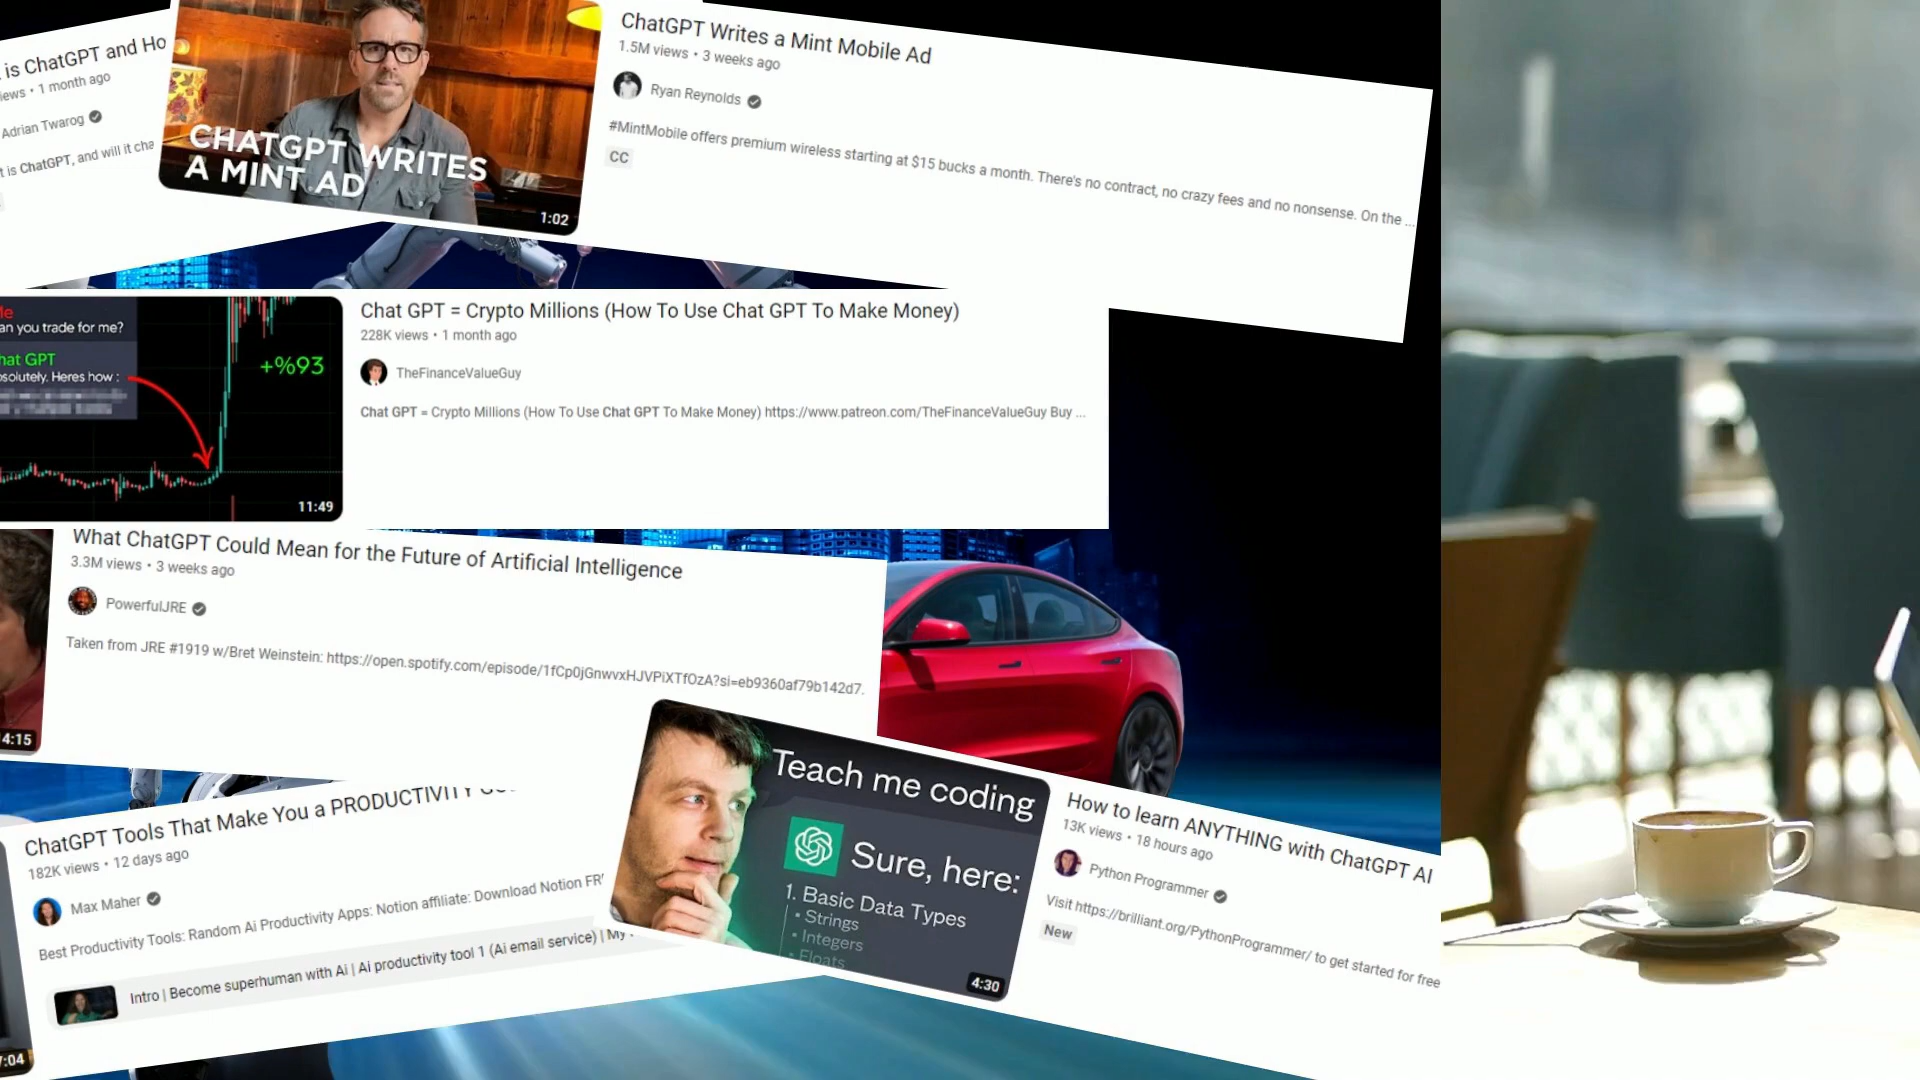 is ChatGPT and Ho
iews • 1 month ago
Adrian Twarog
t is ChatGPT, and will it cha
CHATGPT WRITES
A MINT AD
1:02
ChatGPT Writes a Mint Mobile Ad
1.5M views • 3 weeks ago
Ryan Reynolds
#MintMobile offers premium wireless starting at $15 bucks a month. There's no contract, no crazy fees and no nonsense. On the ...
CC
Me
an you trade for me?
hat GPT
bsolutely. Heres how :
+%93
11:49
Chat GPT = Crypto Millions (How To Use Chat GPT To Make Money)
228K views • 1 month ago
TheFinanceValueGuy
Chat GPT = Crypto Millions (How To Use Chat GPT To Make Money) https://www.patreon.com/TheFinanceValueGuy Buy ...
4:15
What ChatGPT Could Mean for the Future of Artificial Intelligence
3.3M views • 3 weeks ago
PowerfulJRE
Taken from JRE #1919 w/Bret Weinstein: https://open.spotify.com/episode/1fCp0jGnwvxHJVPiXTfOzA?si=eb9360af79b142d7.
7:04
ChatGPT Tools That Make You a PRODUCTIVITY
182K views • 12 days ago
Max Maher
Best Productivity Tools: Random Ai Productivity Apps: Notion affiliate: Download Notion FR
Intro | Become superhuman with Ai | Ai productivity tool 1 (Ai email service) | My
Teach me coding
Sure, here:
1. Basic Data Types
• Strings
• Integers
• Floats
4:30
How to learn ANYTHING with ChatGPT AI
13K views • 18 hours ago
Python Programmer
Visit https://brilliant.org/PythonProgrammer/ to get started for free
New